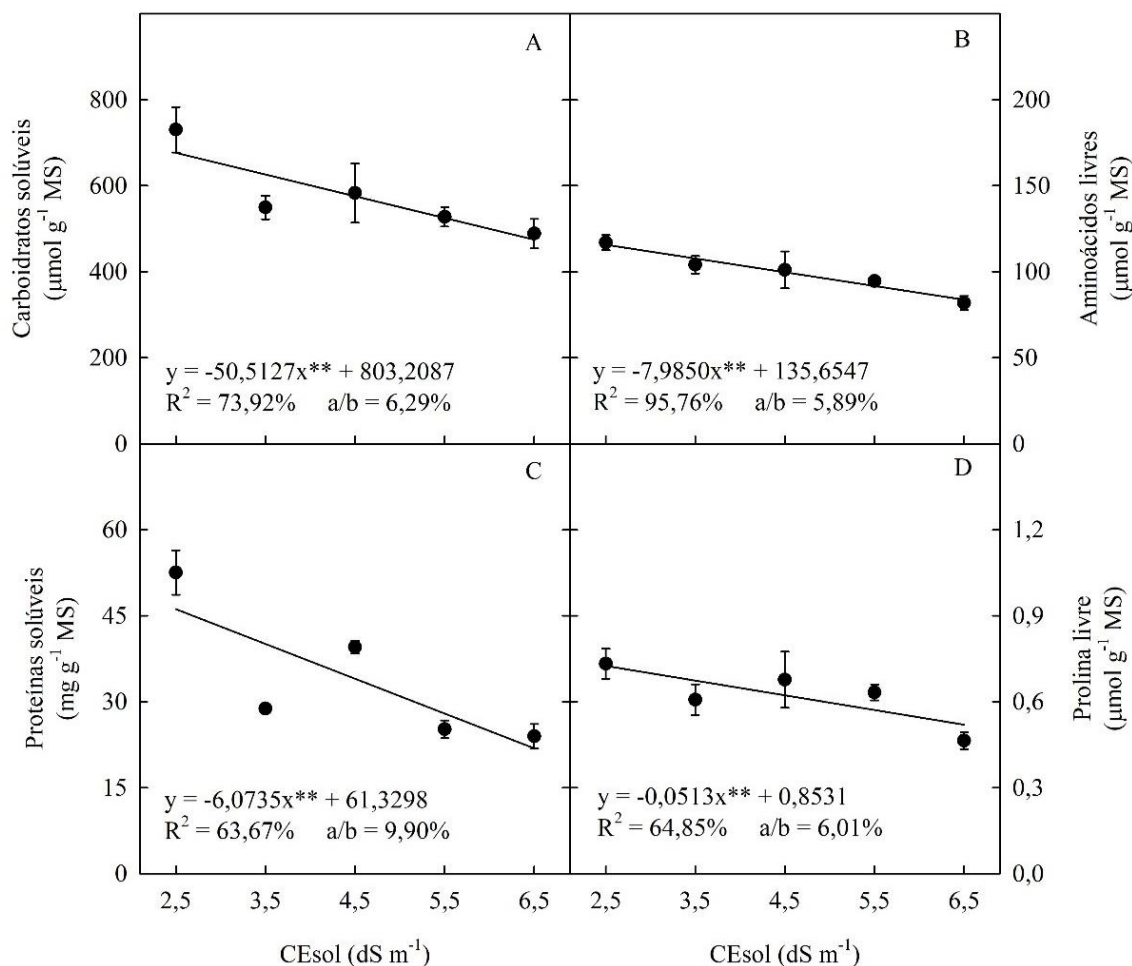 A
B
Carboidratos solúveis
(µmol g⁻¹ MS)
800
600
400
200
0
y = -50,5127x** + 803,2087
R² = 73,92% a/b = 6,29%
y = -7,9850x** + 135,6547
R² = 95,76% a/b = 5,89%
200
150
100
50
0
Aminoácidos livres
(µmol g⁻¹ MS)
C
D
Proteínas solúveis
(mg g⁻¹ MS)
60
45
30
15
0
y = -6,0735x** + 61,3298
R² = 63,67% a/b = 9,90%
y = -0,0513x** + 0,8531
R² = 64,85% a/b = 6,01%
1,2
0,9
0,6
0,3
0,0
Prolina livre
(µmol g⁻¹ MS)
2,5 3,5 4,5 5,5 6,5
2,5 3,5 4,5 5,5 6,5
CEsol (dS m⁻¹)
CEsol (dS m⁻¹)